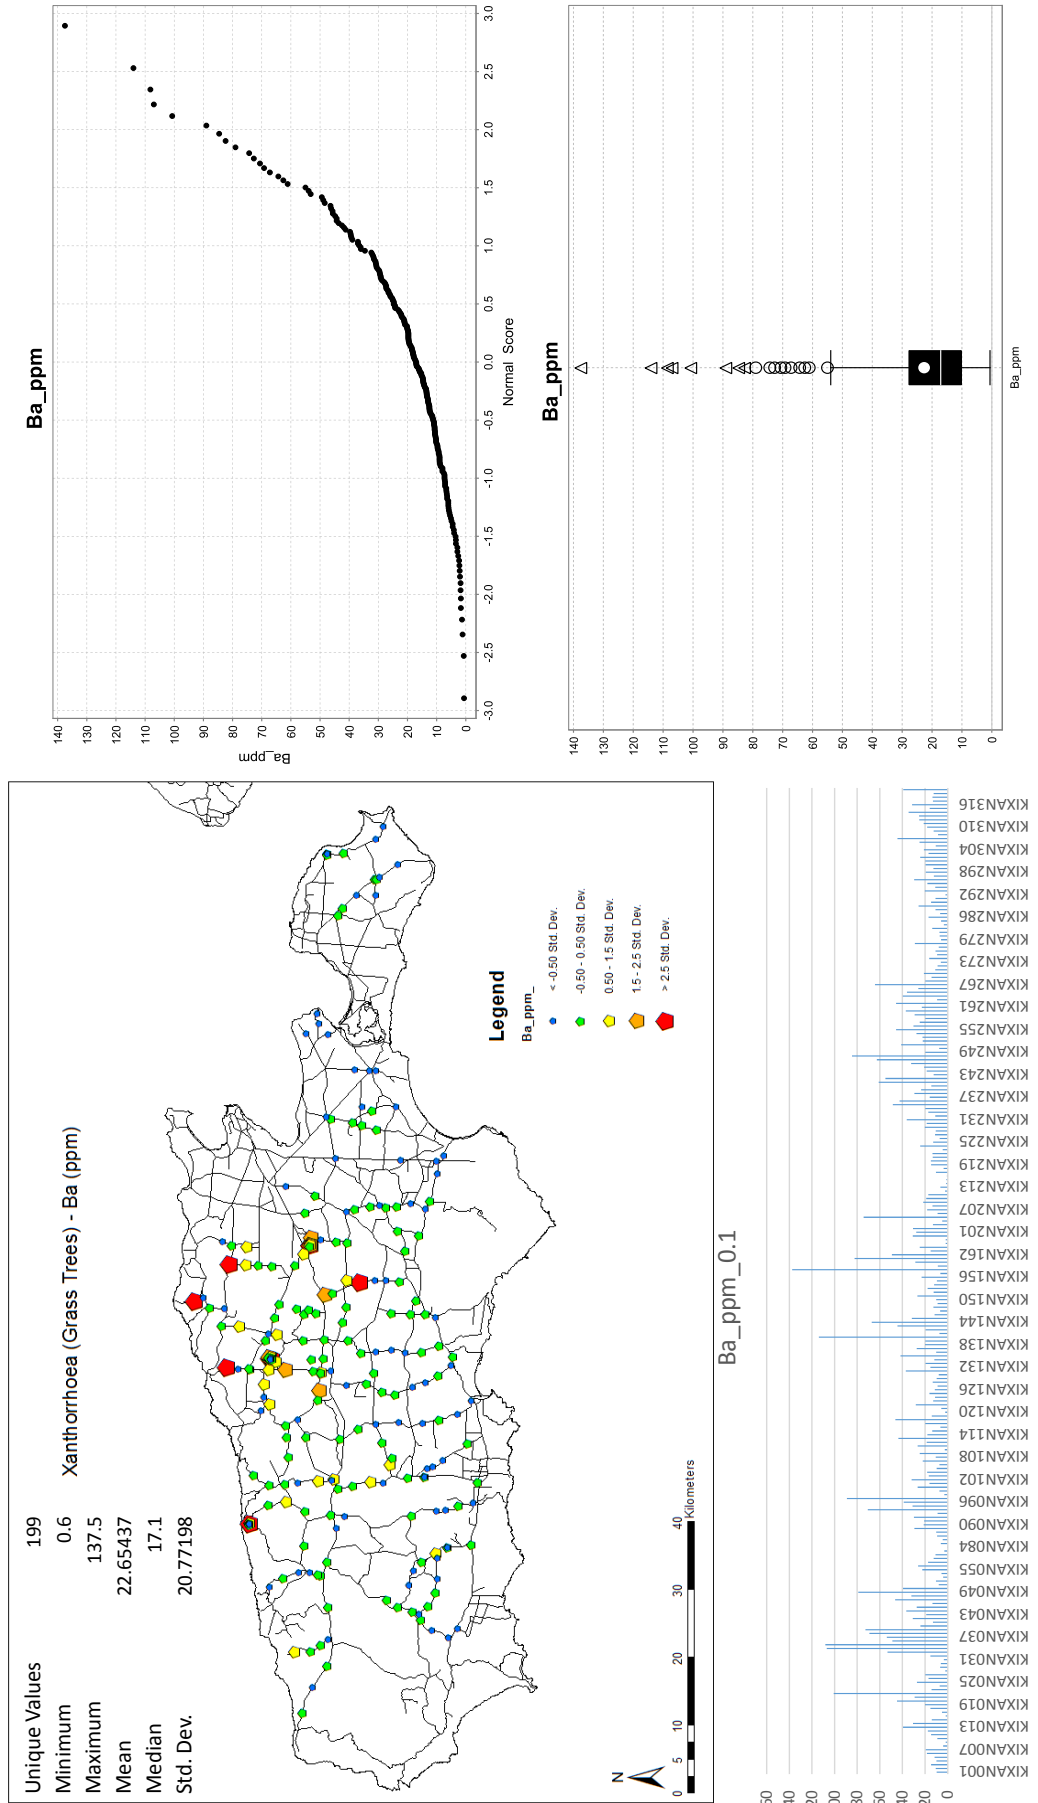 Unique Values 199
Minimum 0.6
Maximum 137.5
Mean 22.65437
Median 17.1
Std. Dev. 20.77198
Xanthorrhoea (Grass Trees) - Ba (ppm)
N
0 5 10 20 30 40
Kilometers
Legend
Ba_ppm_
< -0.50 Std. Dev.
-0.50 - 0.50 Std. Dev.
0.50 - 1.5 Std. Dev.
1.5 - 2.5 Std. Dev.
> 2.5 Std. Dev.
Ba_ppm
140
130
120
110
100
90
80
70
60
50
40
30
20
10
0
Ba_ppm
-3.0 -2.5 -2.0 -1.5 -1.0 -0.5 0.0 0.5 1.0 1.5 2.0 2.5 3.0
Normal Score
Ba_ppm_0.1
60
40
20
00
80
60
40
20
0
KIXAN001 KIXAN007 KIXAN013 KIXAN019 KIXAN025 KIXAN031 KIXAN037 KIXAN043 KIXAN049 KIXAN055 KIXAN084 KIXAN090 KIXAN096 KIXAN102 KIXAN108 KIXAN114 KIXAN120 KIXAN126 KIXAN132 KIXAN138 KIXAN144 KIXAN150 KIXAN156 KIXAN162 KIXAN201 KIXAN207 KIXAN213 KIXAN219 KIXAN225 KIXAN231 KIXAN237 KIXAN243 KIXAN249 KIXAN255 KIXAN261 KIXAN267 KIXAN273 KIXAN279 KIXAN286 KIXAN292 KIXAN298 KIXAN304 KIXAN310 KIXAN316
Ba_ppm
140
130
120
110
100
90
80
70
60
50
40
30
20
10
0
Ba_ppm